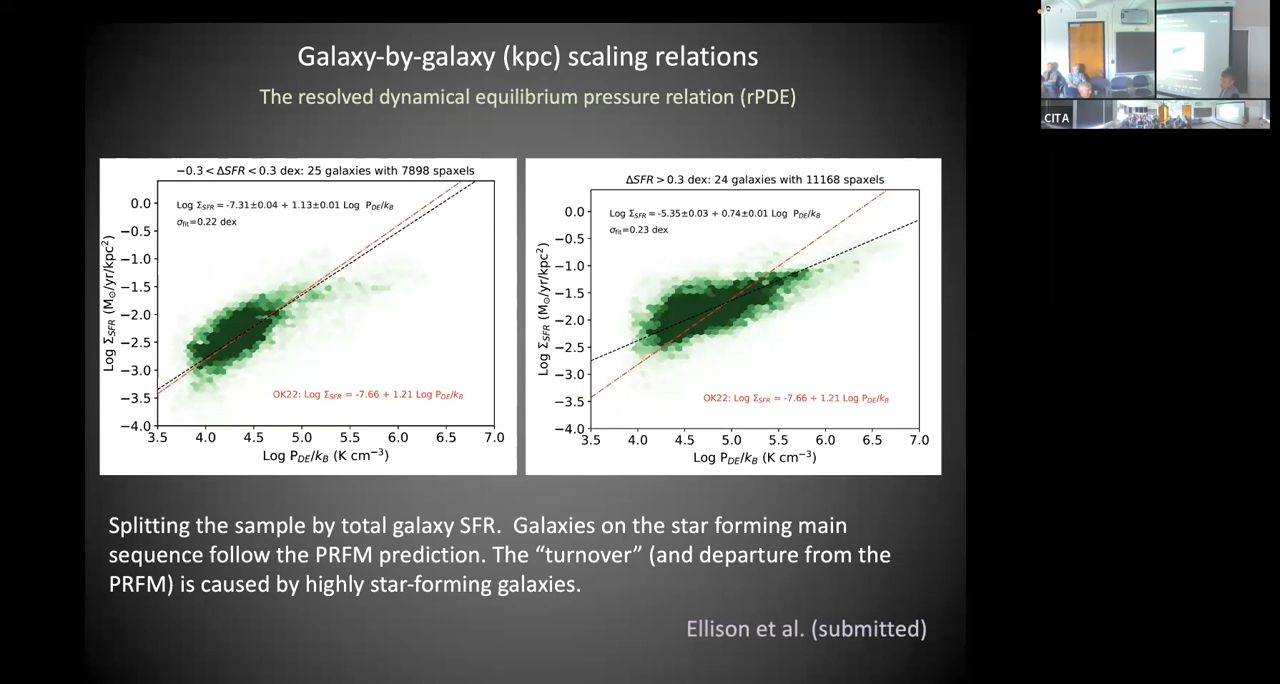 Galaxy-by-galaxy (kpc) scaling relations
The resolved dynamical equilibrium pressure relation (rPDE)
−0.3 < ΔSFR < 0.3 dex: 25 galaxies with 7898 spaxels
Log Σ_SFR = -7.31±0.04 + 1.13±0.01 Log P_DE/k_B
σ_fit=0.22 dex
0.0
−0.5
−1.0
−1.5
−2.0
−2.5
−3.0
−3.5
−4.0
Log Σ_SFR (M_⊙/yr/kpc²)
OK22: Log Σ_SFR = -7.66 + 1.21 Log P_DE/k_B
3.5 4.0 4.5 5.0 5.5 6.0 6.5 7.0
Log P_DE/k_B (K cm⁻³)
ΔSFR > 0.3 dex: 24 galaxies with 11168 spaxels
Log Σ_SFR = -5.35±0.03 + 0.74±0.01 Log P_DE/k_B
σ_fit=0.23 dex
0.0
−0.5
−1.0
−1.5
−2.0
−2.5
−3.0
−3.5
−4.0
Log Σ_SFR (M_⊙/yr/kpc²)
OK22: Log Σ_SFR = -7.66 + 1.21 Log P_DE/k_B
3.5 4.0 4.5 5.0 5.5 6.0 6.5 7.0
Log P_DE/k_B (K cm⁻³)
Splitting the sample by total galaxy SFR. Galaxies on the star forming main
sequence follow the PRFM prediction. The “turnover” (and departure from the
PRFM) is caused by highly star-forming galaxies.
Ellison et al. (submitted)
CITA